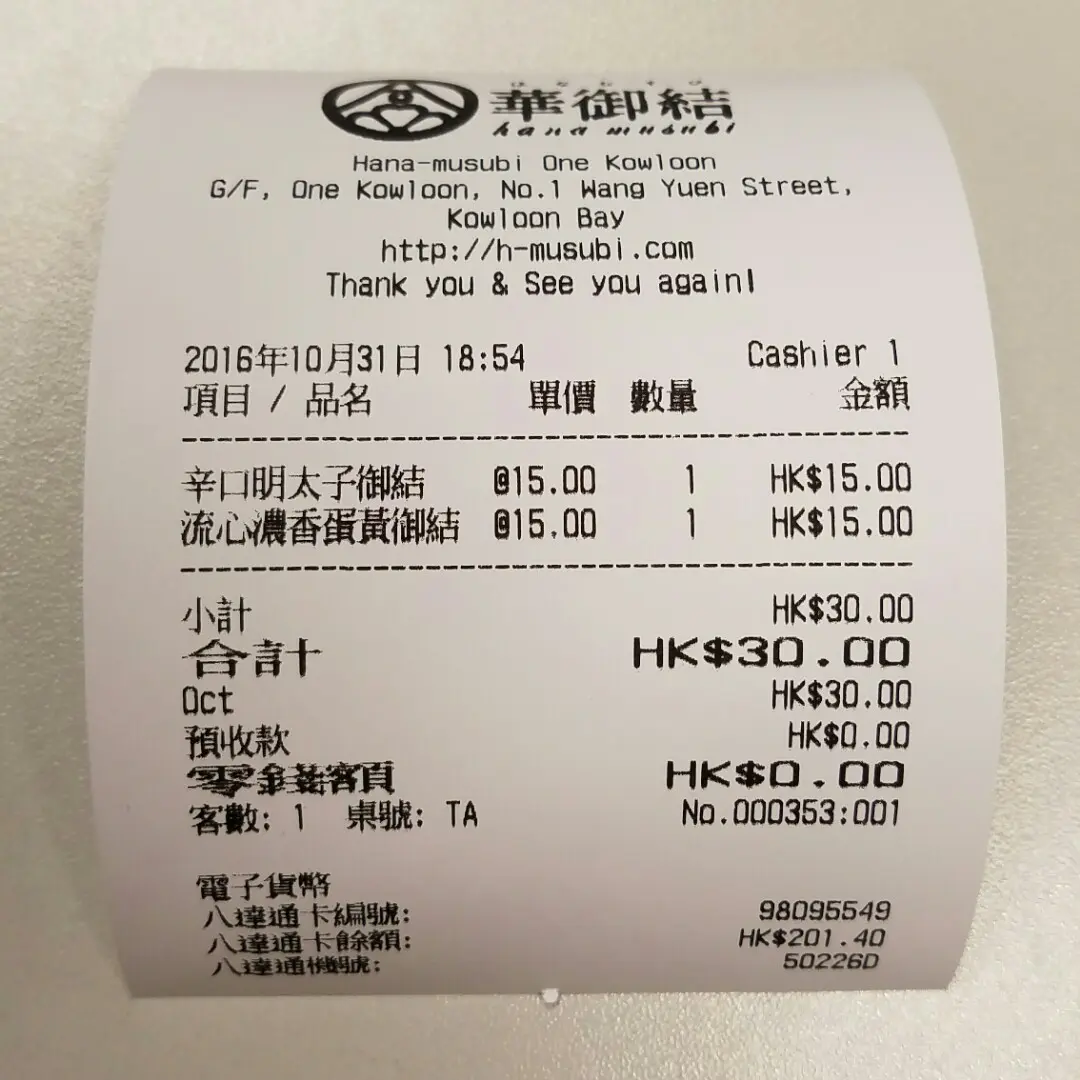 華御結
hana musubi
Hana-musubi One Kowloon
G/F, One Kowloon, No.1 Wang Yuen Street,
Kowloon Bay
http://h-musubi.com
Thank you & See you again!
2016年10月31日 18:54 Cashier 1
項目 / 品名 單價 數量 金額
辛口明太子御結 @15.00 1 HK$15.00
流心濃香蛋黃御結 @15.00 1 HK$15.00
小計 HK$30.00
合計 HK$30.00
Oct HK$30.00
預收款 HK$0.00
零錢額 HK$0.00
客數: 1 桌號: TA No.000353:001
電子貨幣
八達通卡編號: 98095549
八達通卡餘額: HK$201.40
八達通機號: 50226D